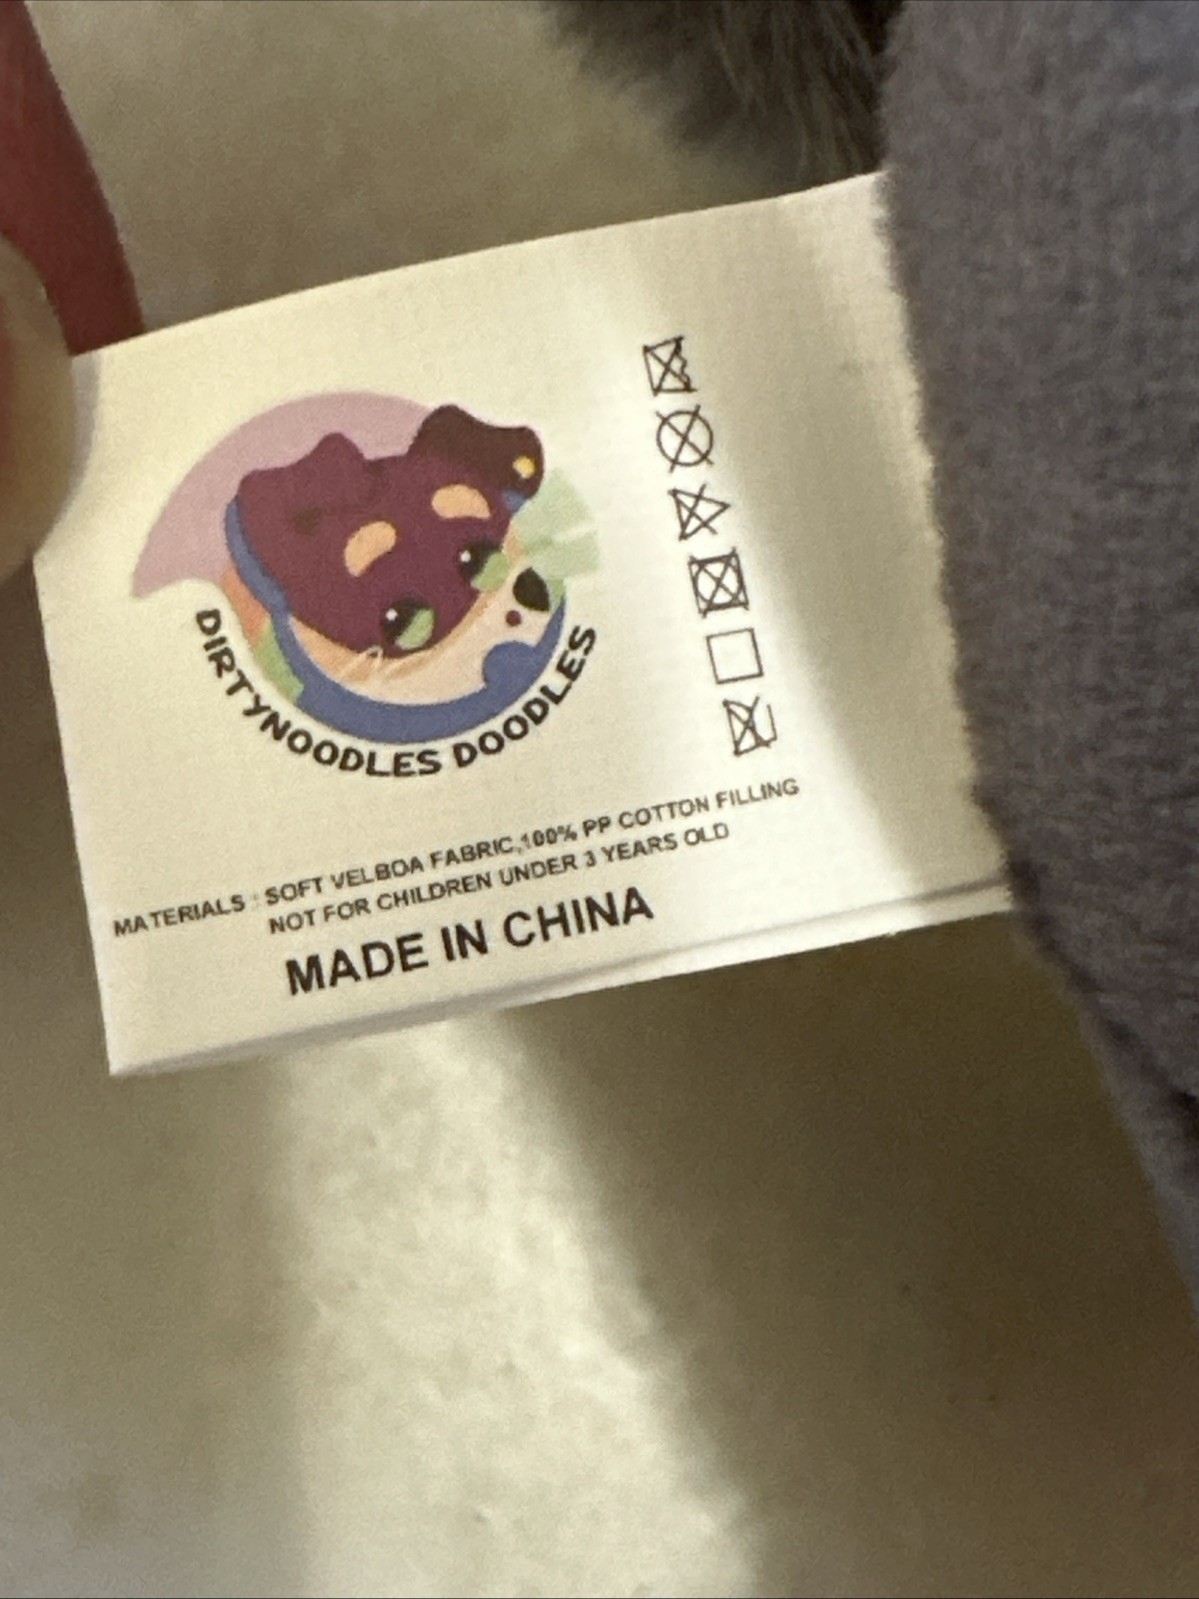 DIRTYNOODLES DOODLES
MATERIALS : SOFT VELBOA FABRIC,100% PP COTTON FILLING
NOT FOR CHILDREN UNDER 3 YEARS OLD
MADE IN CHINA